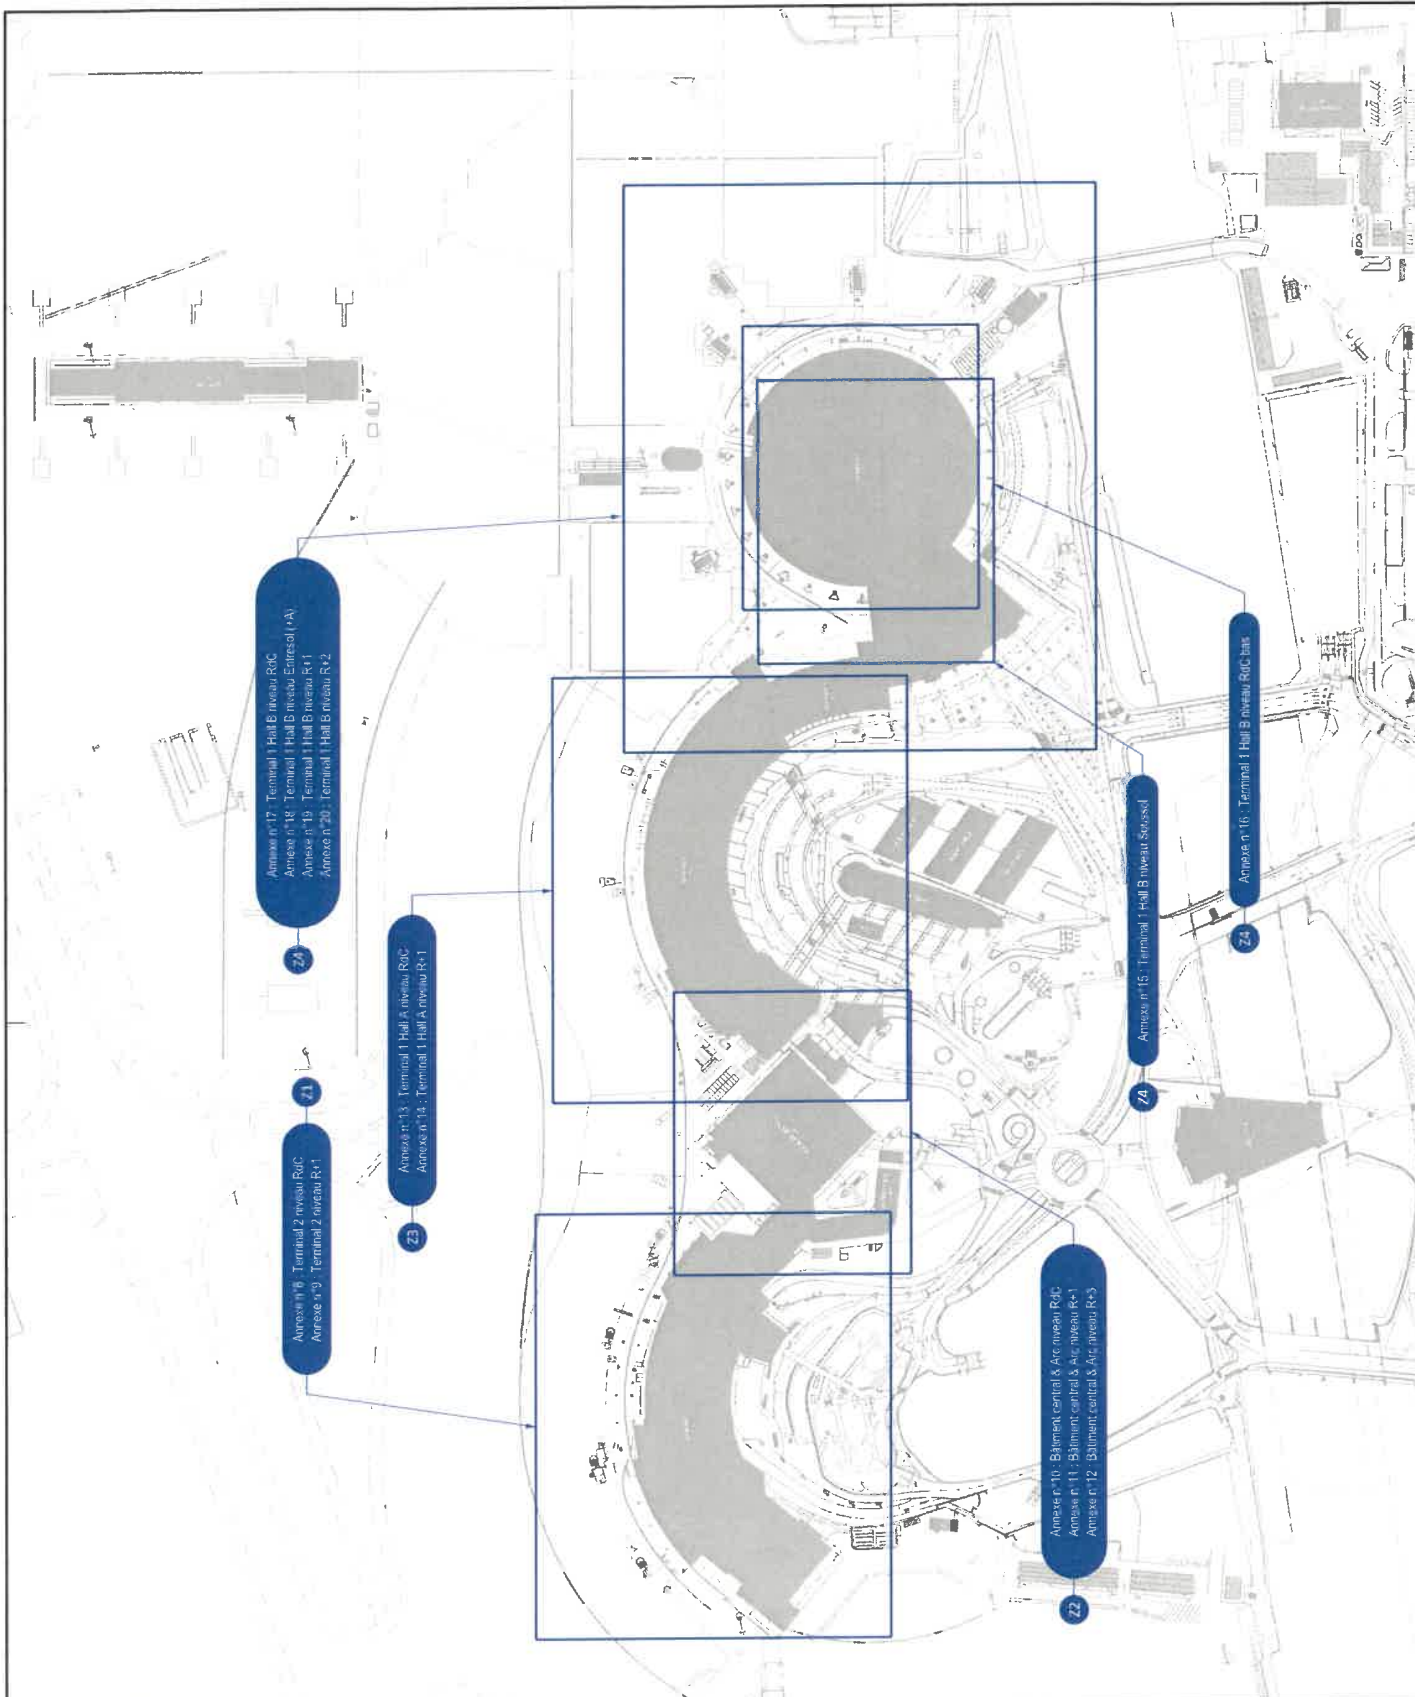 Annexe n°17 : Terminal 1 Hall B niveau RdC
Annexe n°18 : Terminal 1 Hall B niveau Entresol (+A)
Annexe n°19 : Terminal 1 Hall B niveau R+1
Annexe n°20 : Terminal 1 Hall B niveau R+2
Z4
Annexe n°13 : Terminal 1 Hall A niveau RdC
Annexe n°14 : Terminal 1 Hall A niveau R+1
Z3
Z1
Annexe n°8 : Terminal 2 niveau RdC
Annexe n°9 : Terminal 2 niveau R+1
Annexe n°16 : Terminal 1 Hall B niveau RdC bas
Z4
Annexe n°15 : Terminal 1 Hall B niveau Soussol
Z4
Annexe n°10 : Bâtiment central & Arc niveau RdC
Annexe n°11 : Bâtiment central & Arc niveau R+1
Annexe n°12 : Bâtiment central & Arc niveau R+3
Z2